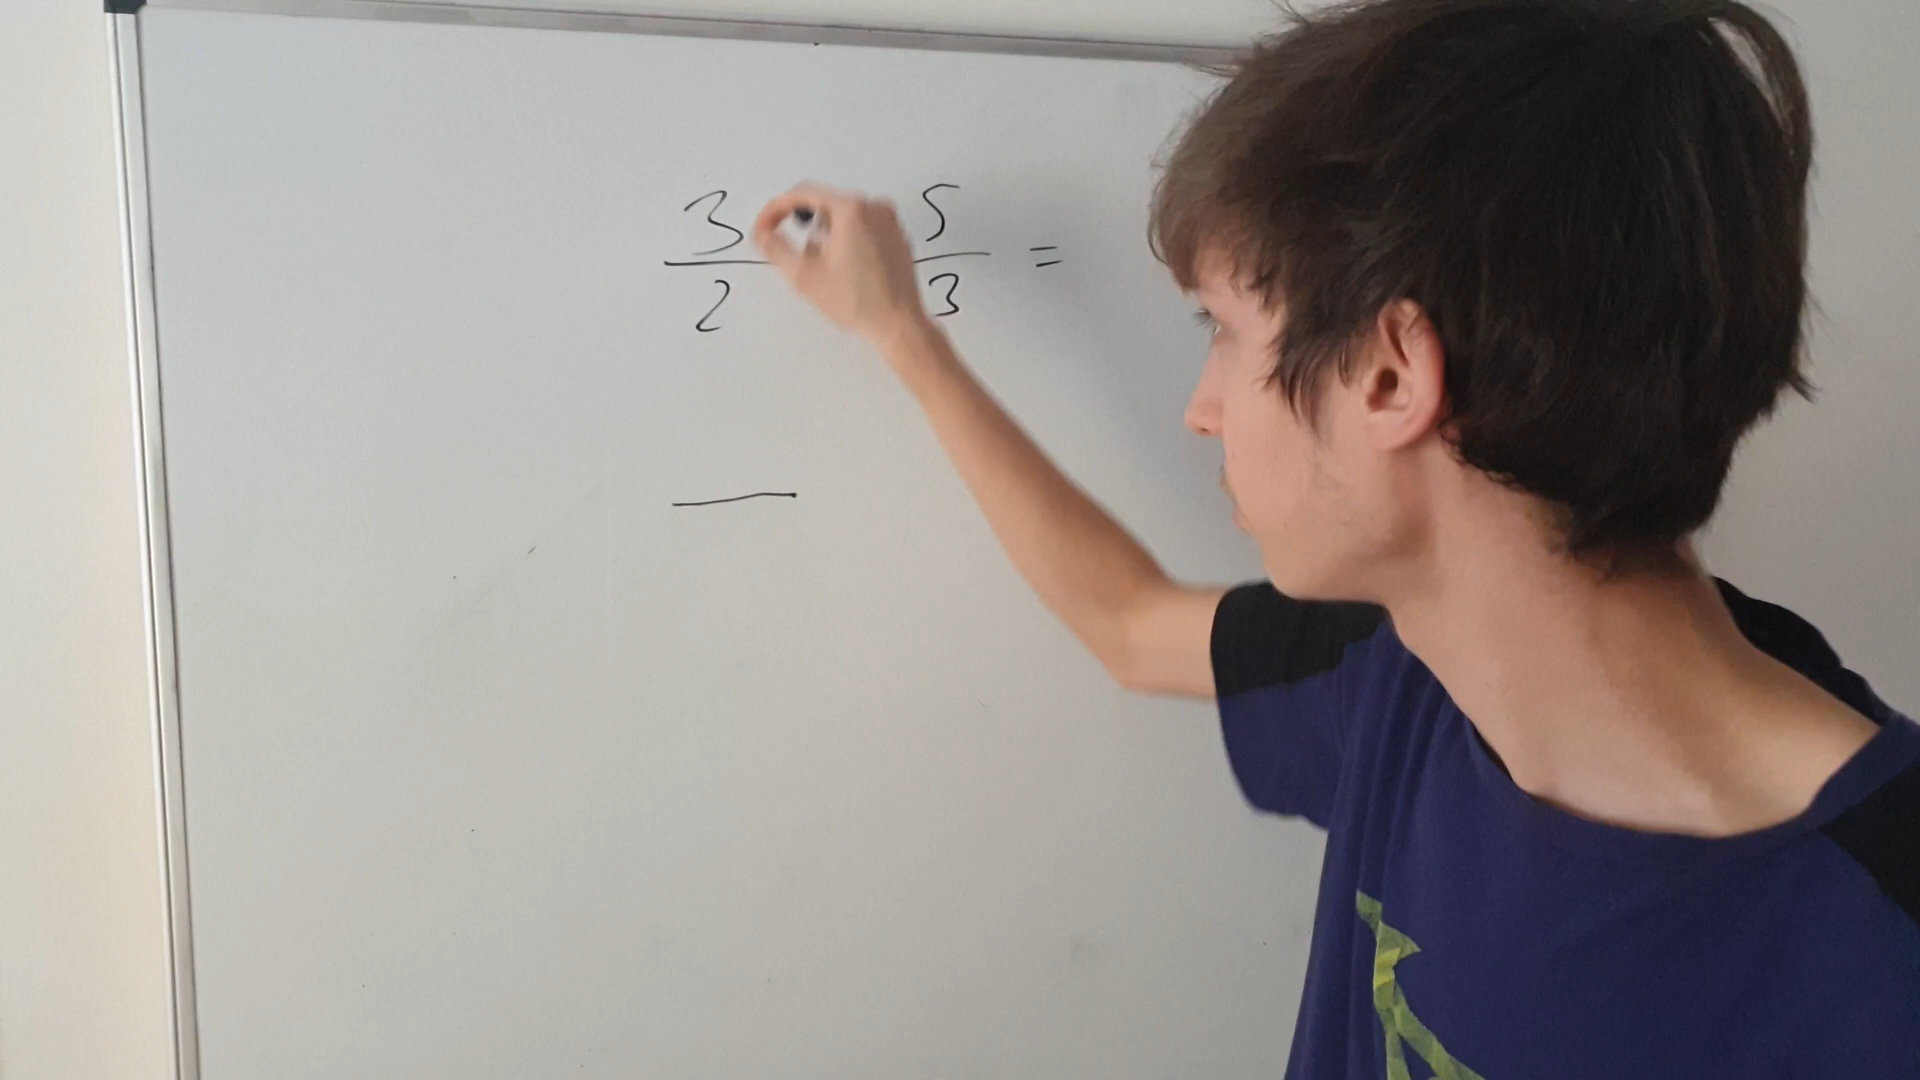 3 5
— — =
2 3
—